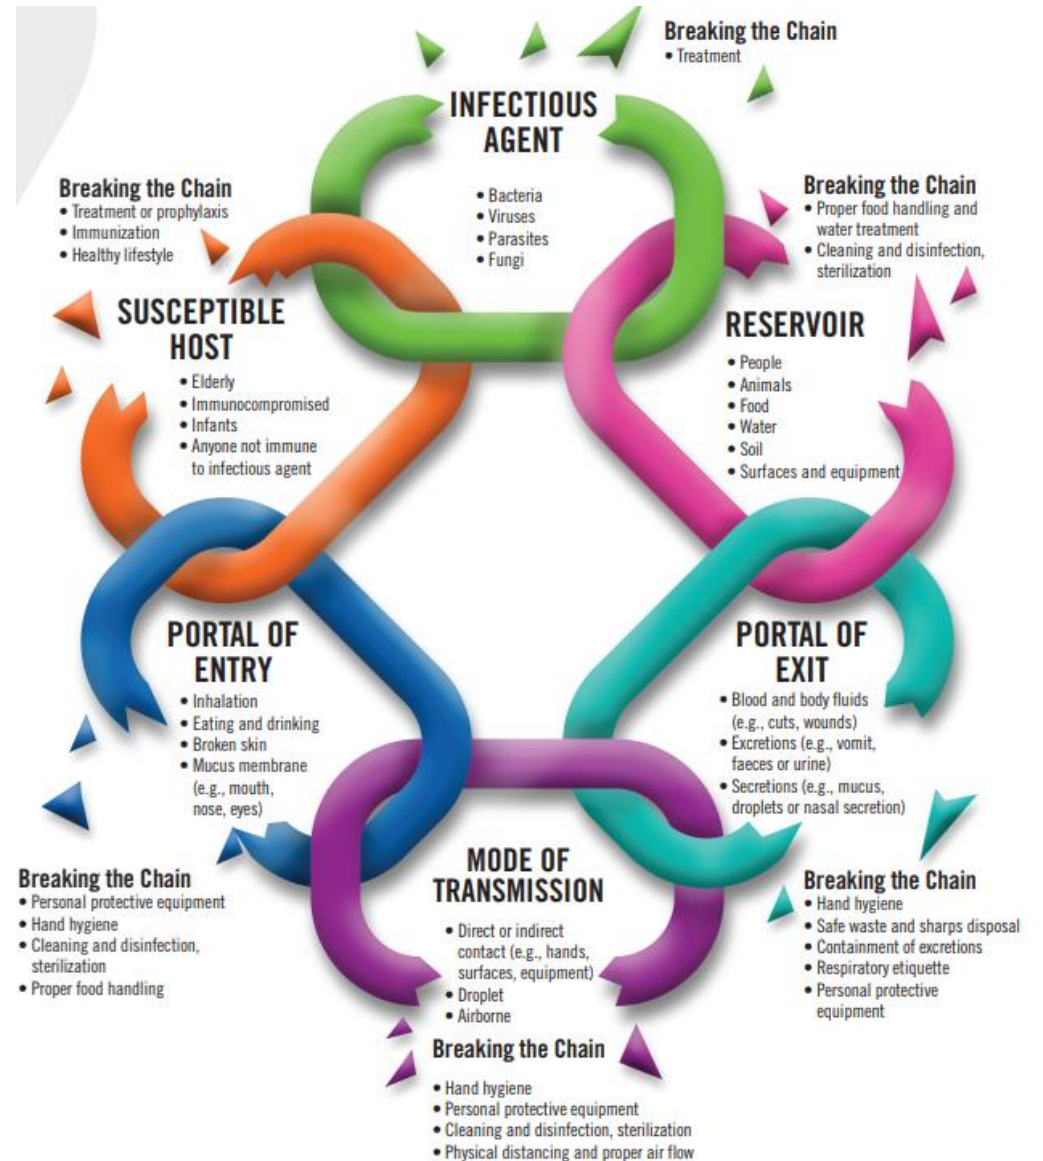 Breaking the Chain
• Treatment
INFECTIOUS
AGENT
• Bacteria
• Viruses
• Parasites
• Fungi
Breaking the Chain
• Proper food handling and
water treatment
• Cleaning and disinfection,
sterilization
RESERVOIR
• People
• Animals
• Food
• Water
• Soil
• Surfaces and equipment
PORTAL OF
EXIT
• Blood and body fluids
(e.g., cuts, wounds)
• Excretions (e.g., vomit,
faeces or urine)
• Secretions (e.g., mucus,
droplets or nasal secretion)
Breaking the Chain
• Hand hygiene
• Safe waste and sharps disposal
• Containment of excretions
• Respiratory etiquette
• Personal protective
equipment
MODE OF
TRANSMISSION
• Direct or indirect
contact (e.g., hands,
surfaces, equipment)
• Droplet
• Airborne
Breaking the Chain
• Hand hygiene
• Personal protective equipment
• Cleaning and disinfection, sterilization
• Physical distancing and proper air flow
PORTAL OF
ENTRY
• Inhalation
• Eating and drinking
• Broken skin
• Mucus membrane
(e.g., mouth,
nose, eyes)
Breaking the Chain
• Personal protective equipment
• Hand hygiene
• Cleaning and disinfection,
sterilization
• Proper food handling
Breaking the Chain
• Treatment or prophylaxis
• Immunization
• Healthy lifestyle
SUSCEPTIBLE
HOST
• Elderly
• Immunocompromised
• Infants
• Anyone not immune
to infectious agent